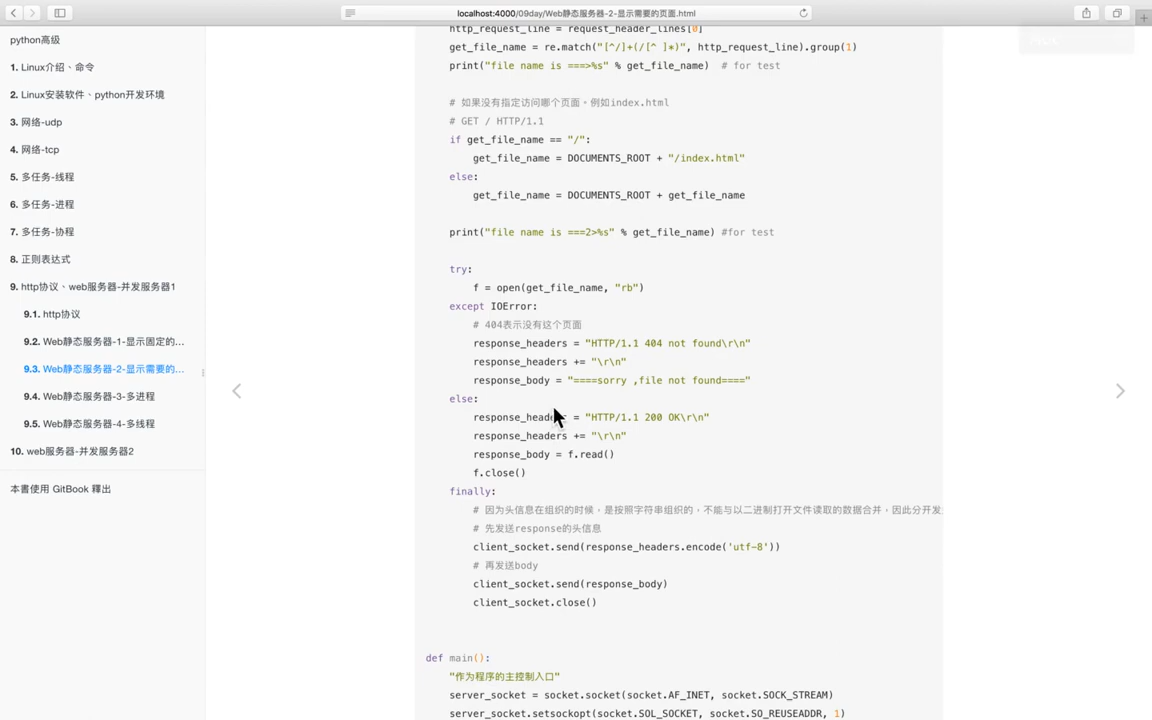 localhost:4000/09day/Web静态服务器-2-显示需要的页面.html
python高级
1. Linux介绍、命令
2. Linux安装软件、python开发环境
3. 网络-udp
4. 网络-tcp
5. 多任务-线程
6. 多任务-进程
7. 多任务-协程
8. 正则表达式
9. http协议、web服务器-并发服务器1
9.1. http协议
9.2. Web静态服务器-1-显示固定的...
9.3. Web静态服务器-2-显示需要的...
9.4. Web静态服务器-3-多进程
9.5. Web静态服务器-4-多线程
10. web服务器-并发服务器2
本書使用 GitBook 釋出
http_request_line = request_header_lines[0]
get_file_name = re.match("[^/]+(/[^ ]*)", http_request_line).group(1)
print("file name is ===>%s" % get_file_name)  # for test
# 如果没有指定访问哪个页面。例如index.html
# GET / HTTP/1.1
if get_file_name == "/":
get_file_name = DOCUMENTS_ROOT + "/index.html"
else:
get_file_name = DOCUMENTS_ROOT + get_file_name
print("file name is ===2>%s" % get_file_name) #for test
try:
f = open(get_file_name, "rb")
except IOError:
# 404表示没有这个页面
response_headers = "HTTP/1.1 404 not found\r\n"
response_headers += "\r\n"
response_body = "====sorry ,file not found===="
else:
response_headers = "HTTP/1.1 200 OK\r\n"
response_headers += "\r\n"
response_body = f.read()
f.close()
finally:
# 因为头信息在组织的时候，是按照字符串组织的，不能与以二进制打开文件读取的数据合并，因此分开发
# 先发送response的头信息
client_socket.send(response_headers.encode('utf-8'))
# 再发送body
client_socket.send(response_body)
client_socket.close()
def main():
"作为程序的主控制入口"
server_socket = socket.socket(socket.AF_INET, socket.SOCK_STREAM)
server_socket.setsockopt(socket.SOL_SOCKET, socket.SO_REUSEADDR, 1)